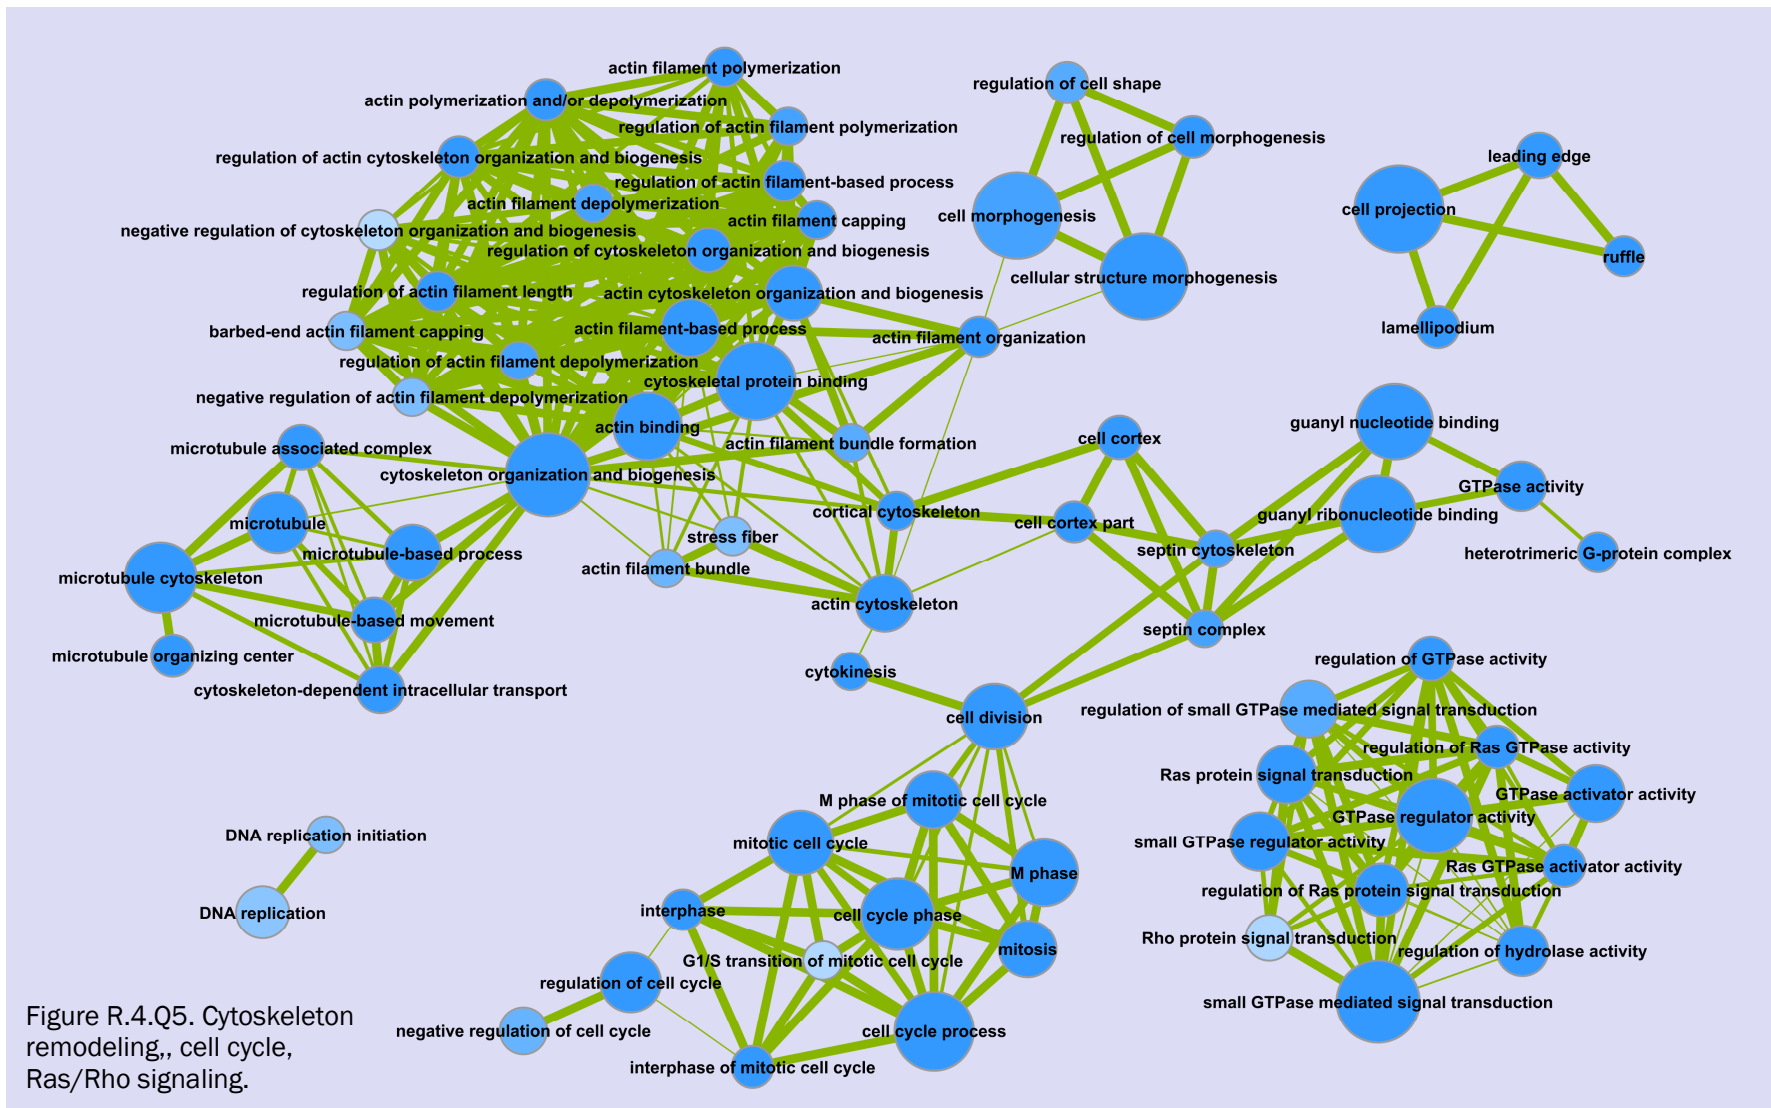 actin filament polymerization
actin polymerization and/or depolymerization
regulation of actin filament polymerization
regulation of actin cytoskeleton organization and biogenesis
regulation of actin filament-based process
actin filament depolymerization
actin filament capping
negative regulation of cytoskeleton organization and biogenesis
regulation of cytoskeleton organization and biogenesis
regulation of actin filament length
actin cytoskeleton organization and biogenesis
barbed-end actin filament capping
actin filament-based process
actin filament organization
regulation of actin filament depolymerization
cytoskeletal protein binding
negative regulation of actin filament depolymerization
actin binding
actin filament bundle formation
microtubule associated complex
cytoskeleton organization and biogenesis
regulation of cell shape
regulation of cell morphogenesis
cell morphogenesis
cellular structure morphogenesis
leading edge
cell projection
ruffle
lamellipodium
guanyl nucleotide binding
cell cortex
GTPase activity
guanyl ribonucleotide binding
cortical cytoskeleton
cell cortex part
septin cytoskeleton
heterotrimeric G-protein complex
microtubule
stress fiber
microtubule-based process
actin filament bundle
microtubule cytoskeleton
actin cytoskeleton
microtubule-based movement
septin complex
microtubule organizing center
cytoskeleton-dependent intracellular transport
cytokinesis
cell division
regulation of GTPase activity
regulation of small GTPase mediated signal transduction
regulation of Ras GTPase activity
Ras protein signal transduction
GTPase activator activity
GTPase regulator activity
small GTPase regulator activity
Ras GTPase activator activity
regulation of Ras protein signal transduction
Rho protein signal transduction
regulation of hydrolase activity
small GTPase mediated signal transduction
M phase of mitotic cell cycle
mitotic cell cycle
M phase
interphase
cell cycle phase
mitosis
G1/S transition of mitotic cell cycle
regulation of cell cycle
negative regulation of cell cycle
cell cycle process
interphase of mitotic cell cycle
DNA replication initiation
DNA replication
Figure R.4.Q5. Cytoskeleton
remodeling,, cell cycle,
Ras/Rho signaling.